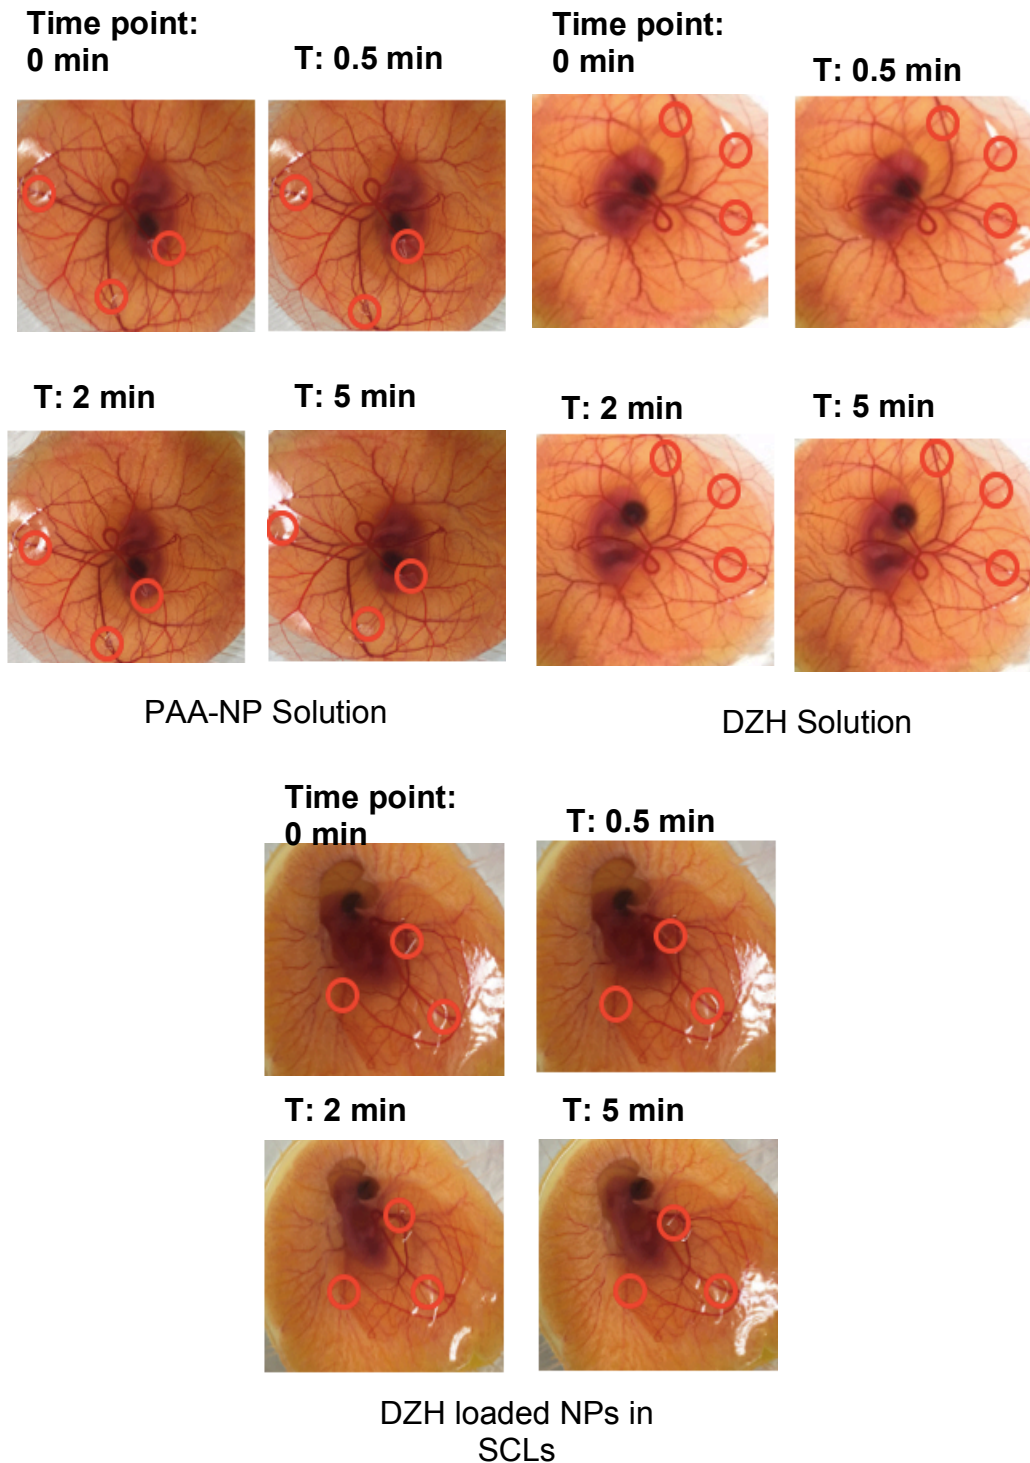 Time point:
0 min
T: 0.5 min
T: 2 min
T: 5 min
PAA-NP Solution
Time point:
0 min
T: 0.5 min
T: 2 min
T: 5 min
DZH Solution
Time point:
0 min
T: 0.5 min
T: 2 min
T: 5 min
DZH loaded NPs in
SCLs